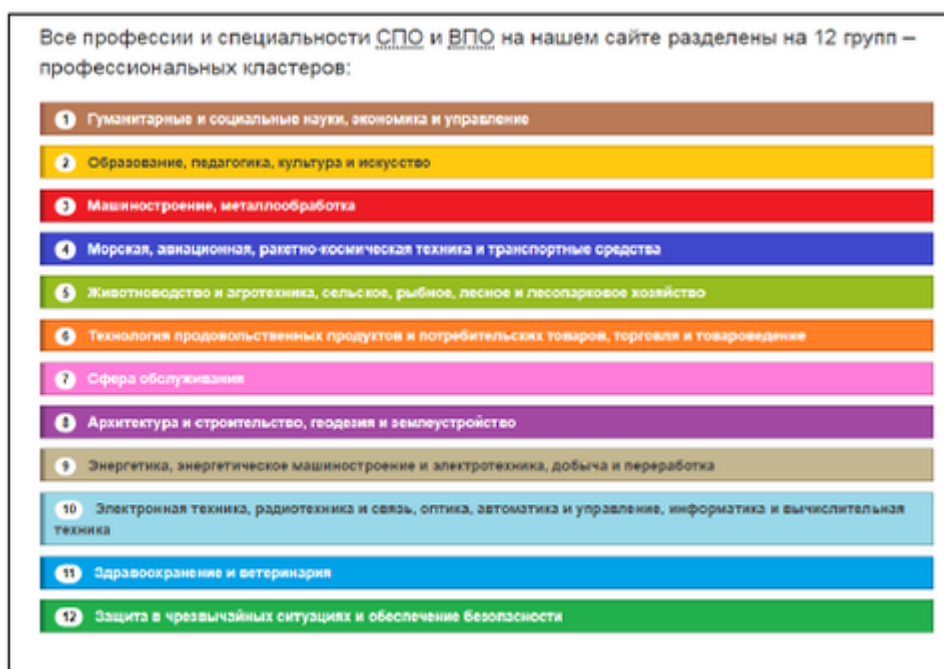 Все профессии и специальности СПО и ВПО на нашем сайте разделены на 12 групп –
профессиональных кластеров:
1 Гуманитарные и социальные науки, экономика и управление
2 Образование, педагогика, культура и искусство
3 Машиностроение, металлообработка
4 Морская, авиационная, ракетно-космическая техника и транспортные средства
5 Животноводство и агротехника, сельское, рыбное, лесное и лесопарковое хозяйство
6 Технология продовольственных продуктов и потребительских товаров, торговля и товароведение
7 Сфера обслуживания
8 Архитектура и строительство, геодезия и землеустройство
9 Энергетика, энергетическое машиностроение и электротехника, добыча и переработка
10 Электронная техника, радиотехника и связь, оптика, автоматика и управление, информатика и вычислительная
техника
11 Здравоохранение и ветеринария
12 Защита в чрезвычайных ситуациях и обеспечение безопасности